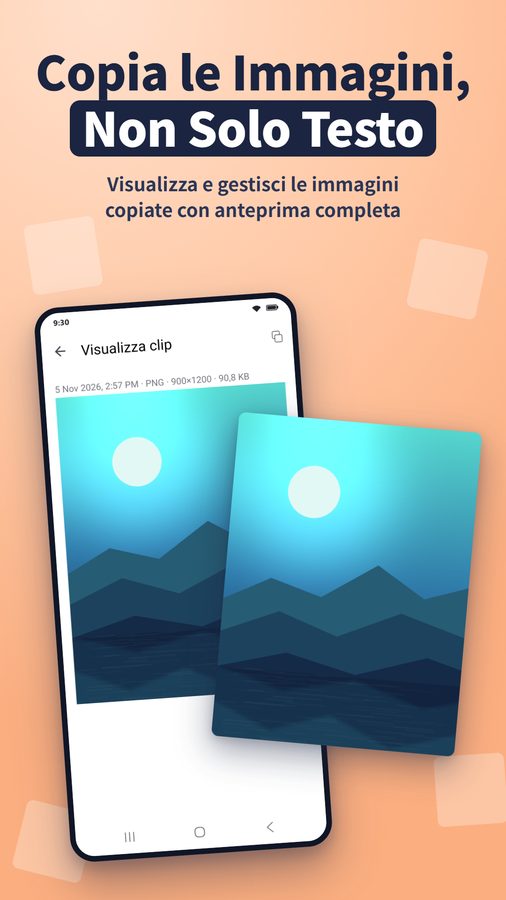 Copia le Immagini,
Non Solo Testo
Visualizza e gestisci le immagini
copiate con anteprima completa
9:30
Visualizza clip
5 Nov 2026, 2:57 PM · PNG · 900×1200 · 90,8 KB